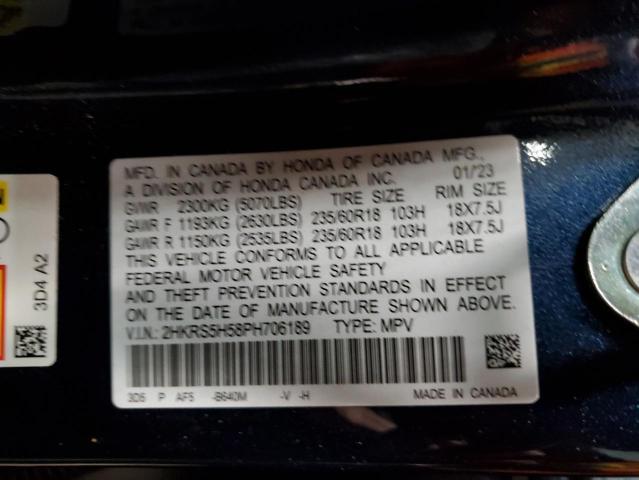 MFD. IN CANADA BY HONDA OF CANADA MFG.,
A DIVISION OF HONDA CANADA INC. 01/23
GVWR 2300KG (5070LBS) TIRE SIZE RIM SIZE
GAWR F 1193KG (2630LBS) 235/60R18 103H 18X7.5J
GAWR R 1150KG (2535LBS) 235/60R18 103H 18X7.5J
THIS VEHICLE CONFORMS TO ALL APPLICABLE
FEDERAL MOTOR VEHICLE SAFETY
AND THEFT PREVENTION STANDARDS IN EFFECT
ON THE DATE OF MANUFACTURE SHOWN ABOVE.
V.I.N.: 2HKRS5H58PH706189 TYPE: MPV
3D5 P AF5 -B640M -V -H MADE IN CANADA
3D4 A2